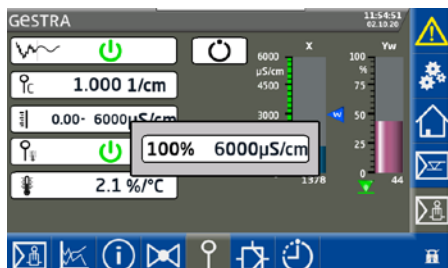 GESTRA
11:54:51
02.10.20
C
1.000 1/cm
0.00- 6000µS/cm
2.1 %/°C
X
6000
µS/cm
4500
3000
1378
Yw
100
%
75
50
25
0
44
W
100% 6000µS/cm